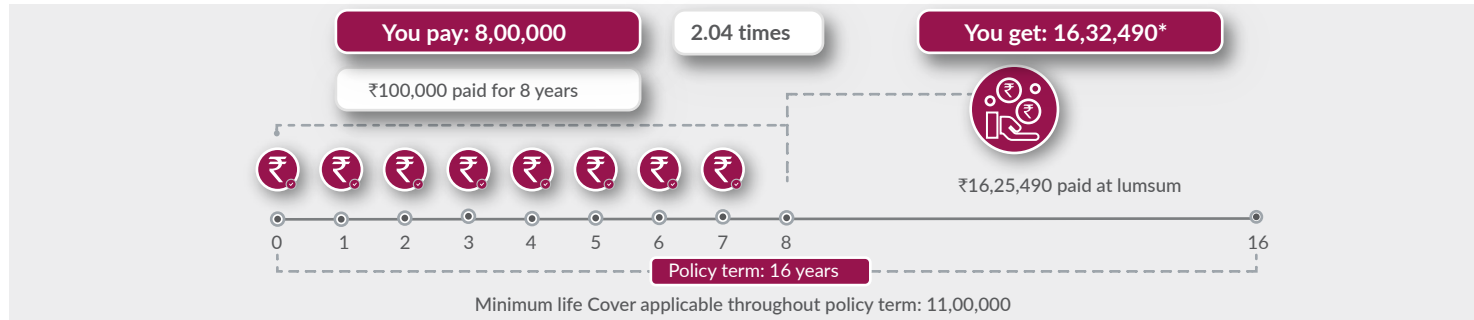 You pay: 8,00,000
2.04 times
You get: 16,32,490*
₹100,000 paid for 8 years
₹ ₹
₹ ₹ ₹ ₹ ₹ ₹ ₹ ₹
₹16,25,490 paid at lumsum
0 1 2 3 4 5 6 7 8 16
Policy term: 16 years
Minimum life Cover applicable throughout policy term: 11,00,000